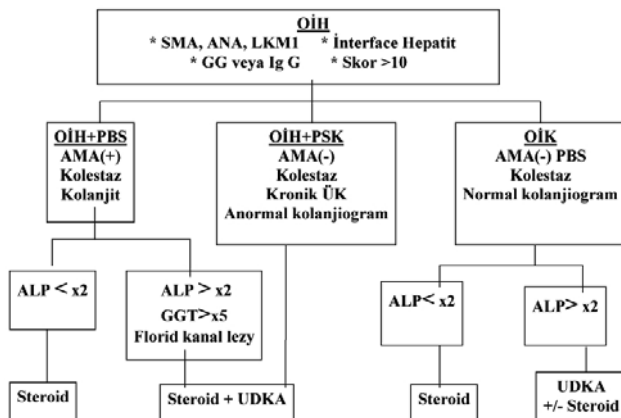 OİH
* SMA, ANA, LKM1 * İnterface Hepatit
* GG veya Ig G * Skor >10
OİH+PBS
AMA(+)
Kolestaz
Kolanjit
OİH+PSK
AMA(-)
Kolestaz
Kronik ÜK
Anormal kolanjiogram
OİK
AMA(-) PBS
Kolestaz
Normal kolanjiogram
ALP < x2
ALP > x2
GGT>x5
Florid kanal lezy
ALP< x2
ALP> x2
Steroid
Steroid + UDKA
Steroid
UDKA
+/- Steroid